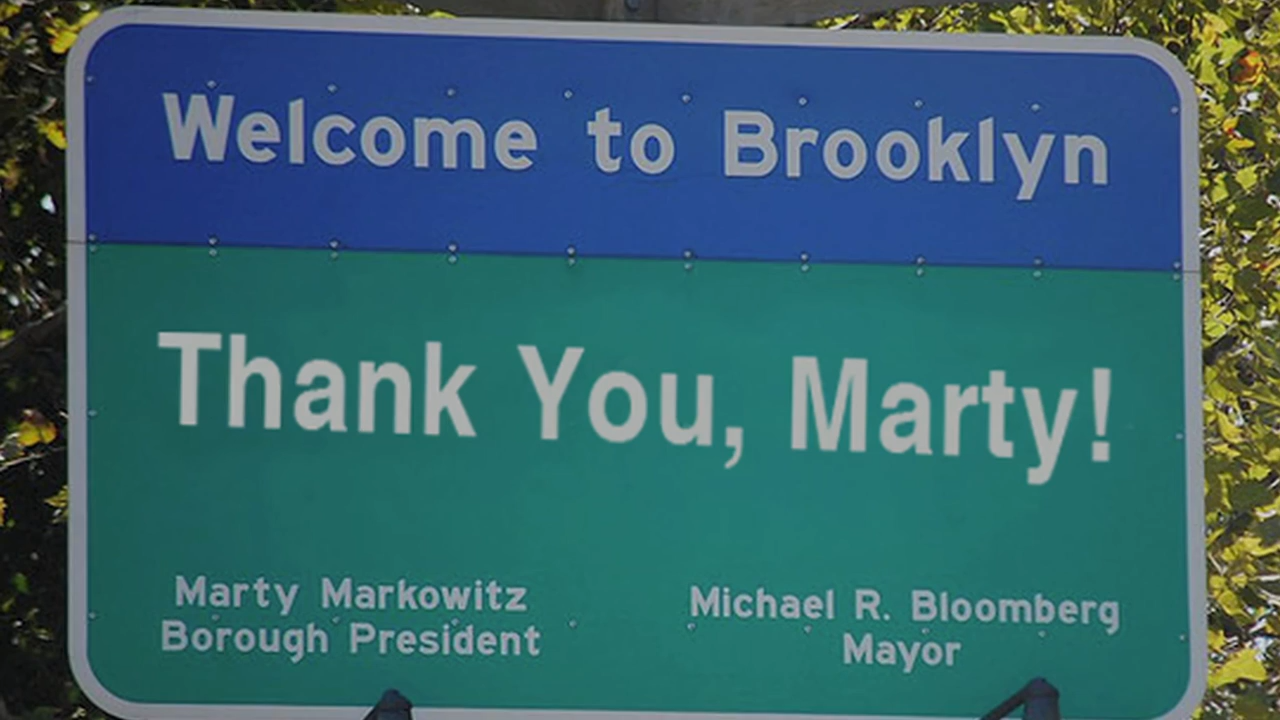 Welcome to Brooklyn
Thank You, Marty!
Marty Markowitz
Borough President
Michael R. Bloomberg
Mayor